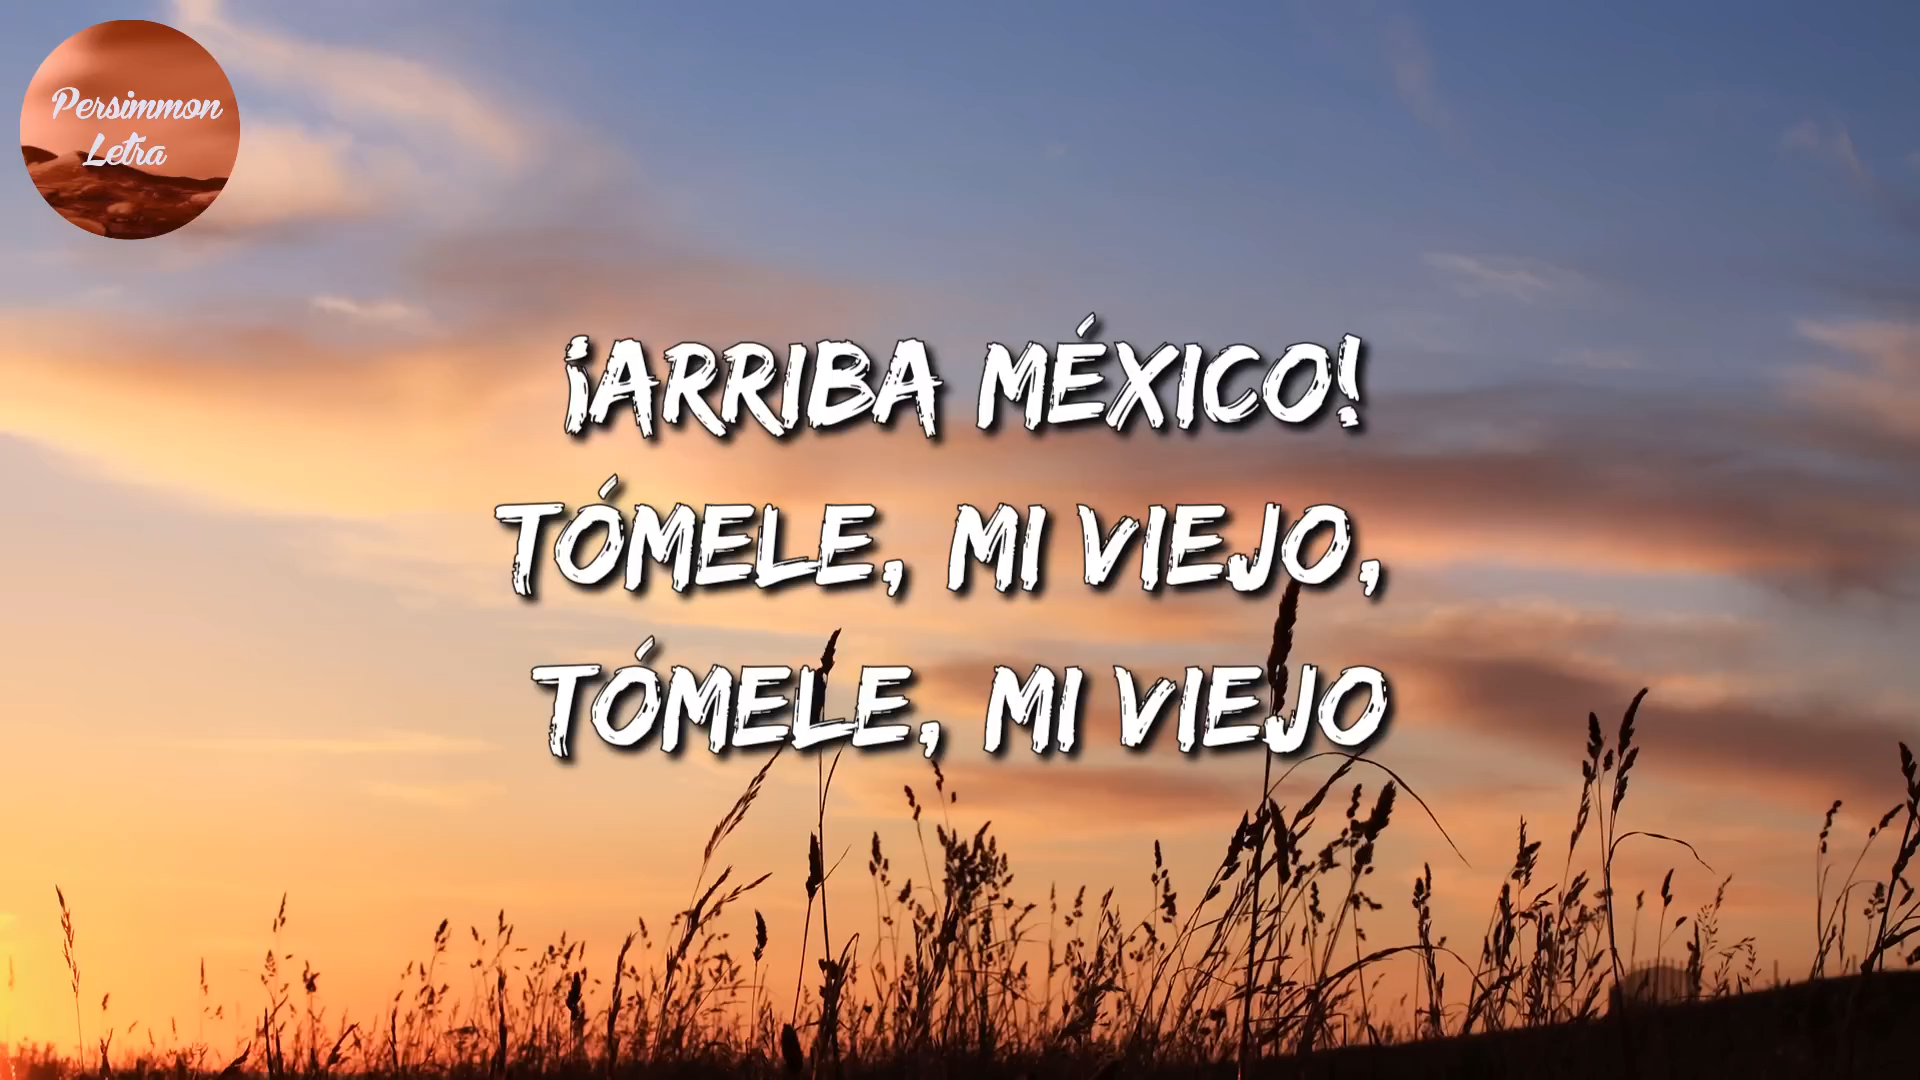 Persimmon
Letra
¡ARRIBA MÉXICO!
TÓMELE, MI VIEJO,
TÓMELE, MI VIEJO